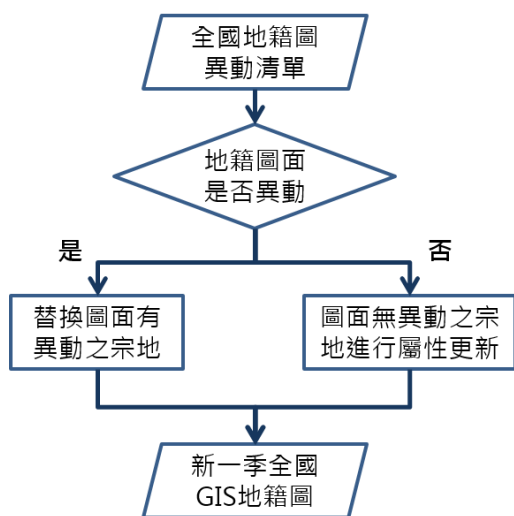 全國地籍圖
異動清單
地籍圖面
是否異動
是
否
替換圖面有
異動之宗地
圖面無異動之宗
地進行屬性更新
新一季全國
GIS地籍圖